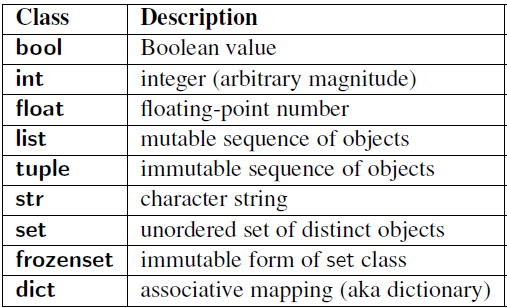 Class Description
bool Boolean value
int integer (arbitrary magnitude)
float floating-point number
list mutable sequence of objects
tuple immutable sequence of objects
str character string
set unordered set of distinct objects
frozenset immutable form of set class
dict associative mapping (aka dictionary)